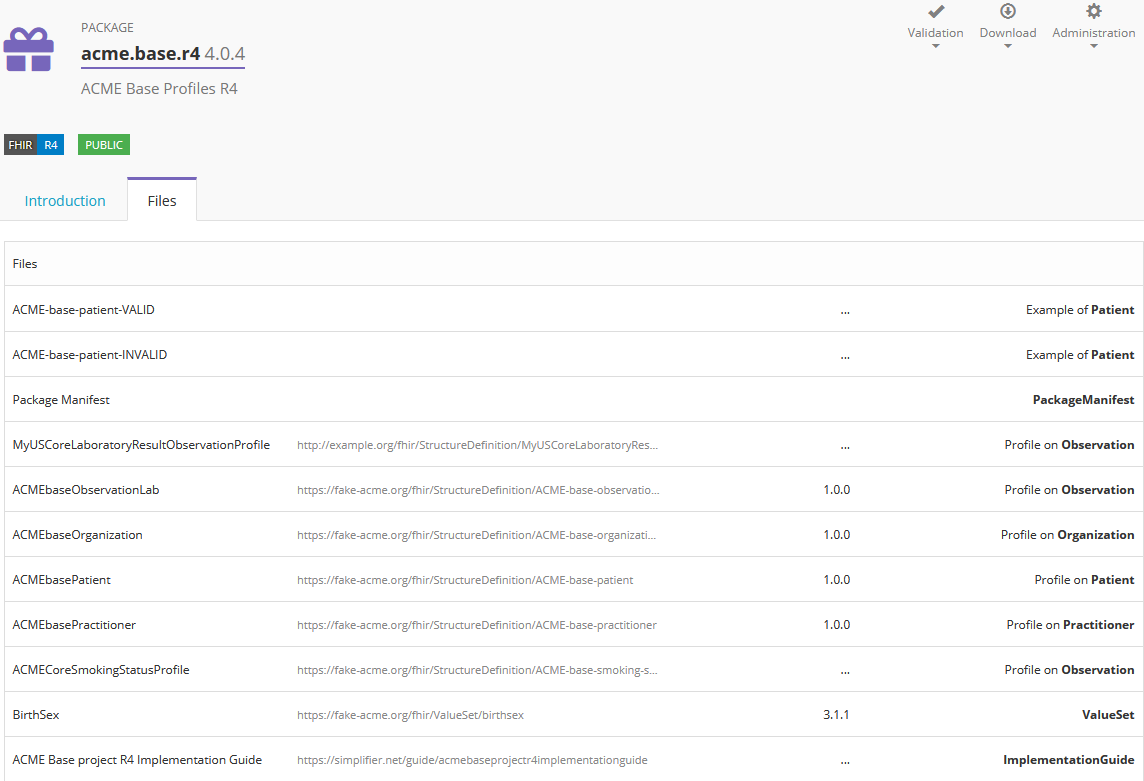 PACKAGE
acme.base.r4 4.0.4
ACME Base Profiles R4
Validation Download Administration
FHIR R4 PUBLIC
Introduction Files
Files
ACME-base-patient-VALID ... Example of Patient
ACME-base-patient-INVALID ... Example of Patient
Package Manifest PackageManifest
MyUSCoreLaboratoryResultObservationProfile http://example.org/fhir/StructureDefinition/MyUSCoreLaboratoryRes... ... Profile on Observation
ACMEbaseObservationLab https://fake-acme.org/fhir/StructureDefinition/ACME-base-observatio... 1.0.0 Profile on Observation
ACMEbaseOrganization https://fake-acme.org/fhir/StructureDefinition/ACME-base-organizati... 1.0.0 Profile on Organization
ACMEbasePatient https://fake-acme.org/fhir/StructureDefinition/ACME-base-patient 1.0.0 Profile on Patient
ACMEbasePractitioner https://fake-acme.org/fhir/StructureDefinition/ACME-base-practitioner 1.0.0 Profile on Practitioner
ACMECoreSmokingStatusProfile https://fake-acme.org/fhir/StructureDefinition/ACME-base-smoking-s... ... Profile on Observation
BirthSex https://fake-acme.org/fhir/ValueSet/birthsex 3.1.1 ValueSet
ACME Base project R4 Implementation Guide https://simplifier.net/guide/acmebaseprojectr4implementationguide ... ImplementationGuide